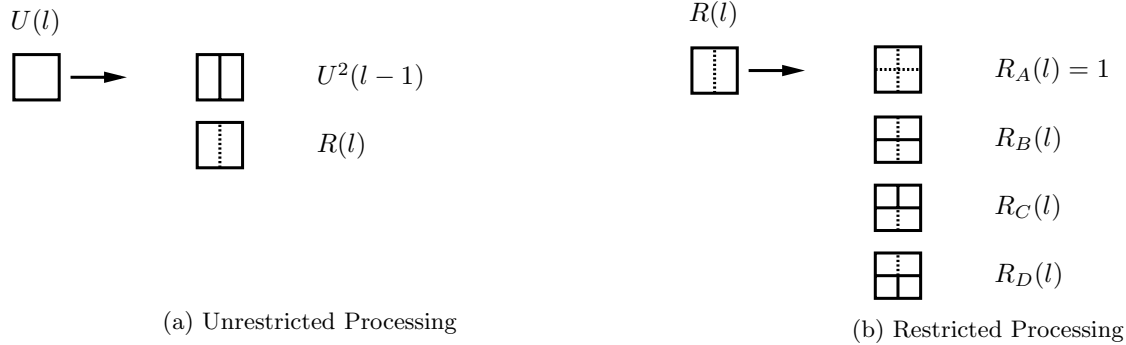 U(l)
U²(l − 1)
R(l)
(a) Unrestricted Processing
R(l)
R_A(l) = 1
R_B(l)
R_C(l)
R_D(l)
(b) Restricted Processing